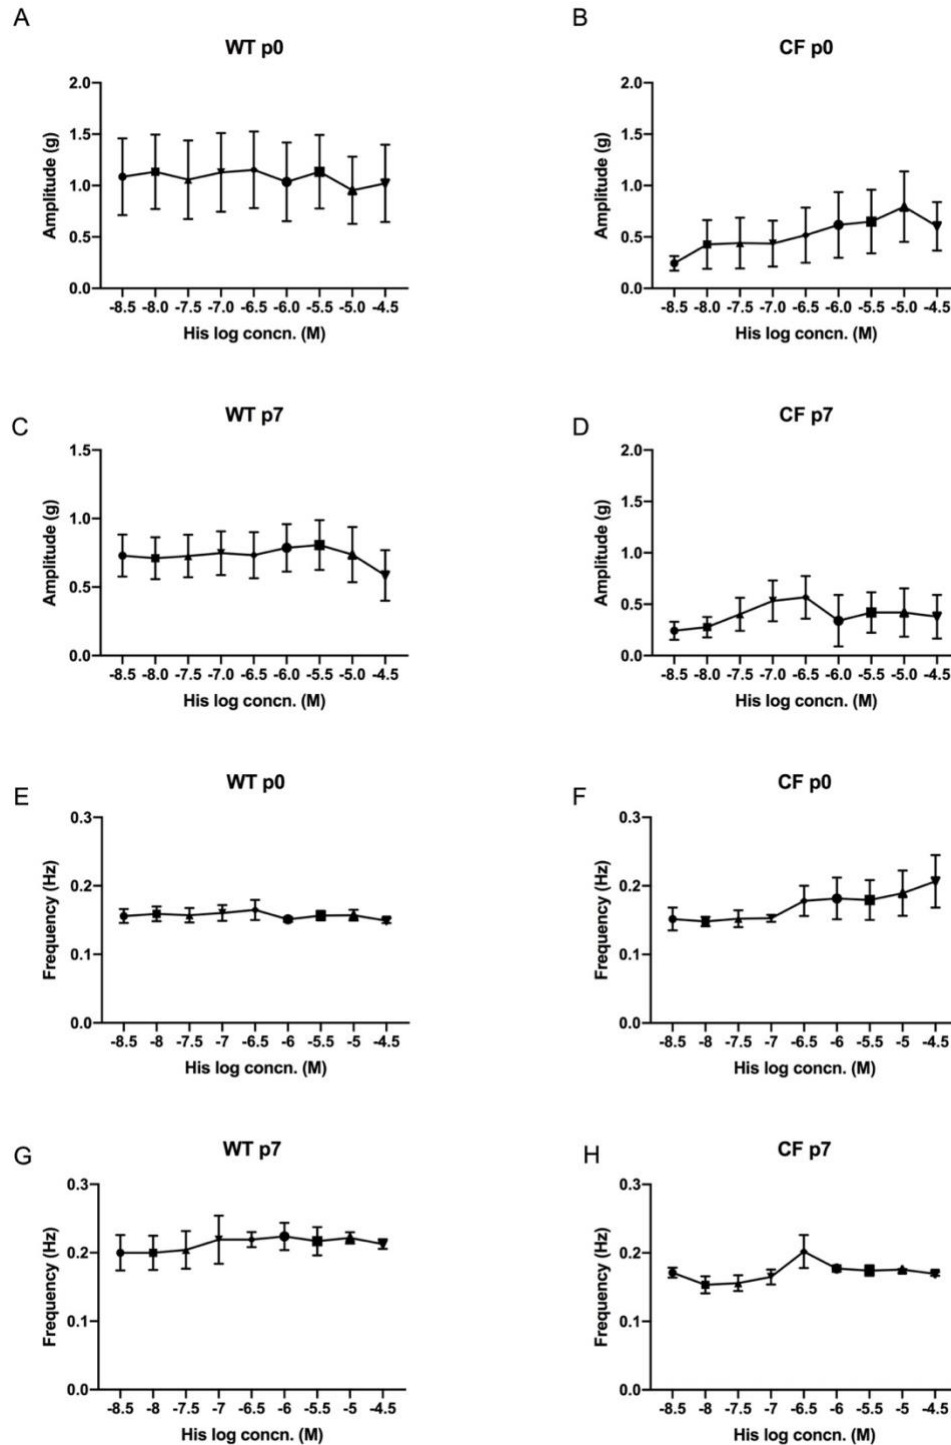 A
WT p0
2.0
1.5
1.0
0.5
0.0
Amplitude (g)
-8.5 -8.0 -7.5 -7.0 -6.5 -6.0 -5.5 -5.0 -4.5
His log concn. (M)
B
CF p0
2.0
1.5
1.0
0.5
0.0
Amplitude (g)
-8.5 -8.0 -7.5 -7.0 -6.5 -6.0 -5.5 -5.0 -4.5
His log concn. (M)
C
WT p7
1.5
1.0
0.5
0.0
Amplitude (g)
-8.5 -8.0 -7.5 -7.0 -6.5 -6.0 -5.5 -5.0 -4.5
His log concn. (M)
D
CF p7
2.0
1.5
1.0
0.5
0.0
Amplitude (g)
-8.5 -8.0 -7.5 -7.0 -6.5 -6.0 -5.5 -5.0 -4.5
His log concn. (M)
E
WT p0
0.3
0.2
0.1
0.0
Frequency (Hz)
-8.5 -8 -7.5 -7 -6.5 -6 -5.5 -5 -4.5
His log concn. (M)
F
CF p0
0.3
0.2
0.1
0.0
Frequency (Hz)
-8.5 -8 -7.5 -7 -6.5 -6 -5.5 -5 -4.5
His log concn. (M)
G
WT p7
0.3
0.2
0.1
0.0
Frequency (Hz)
-8.5 -8 -7.5 -7 -6.5 -6 -5.5 -5 -4.5
His log concn. (M)
H
CF p7
0.3
0.2
0.1
0.0
Frequency (Hz)
-8.5 -8 -7.5 -7 -6.5 -6 -5.5 -5 -4.5
His log concn. (M)